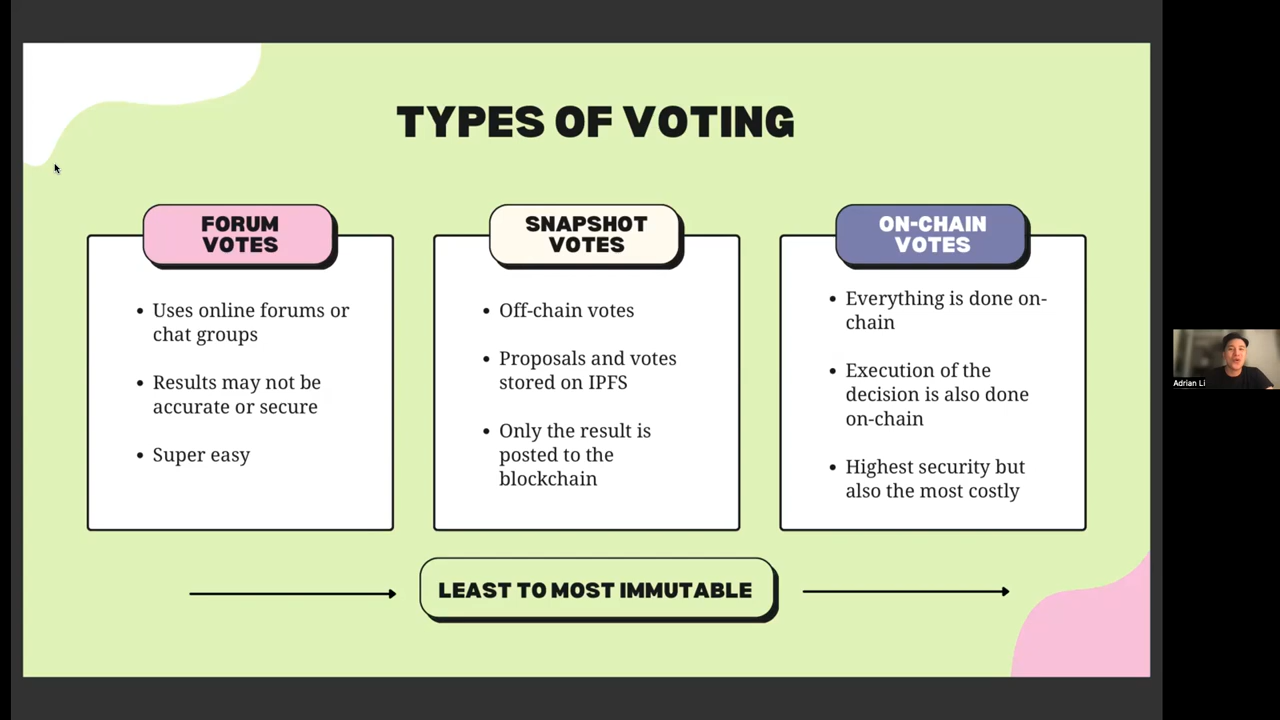 TYPES OF VOTING
FORUM
VOTES
• Uses online forums or
chat groups
• Results may not be
accurate or secure
• Super easy
SNAPSHOT
VOTES
• Off-chain votes
• Proposals and votes
stored on IPFS
• Only the result is
posted to the
blockchain
ON-CHAIN
VOTES
• Everything is done on-
chain
• Execution of the
decision is also done
on-chain
• Highest security but
also the most costly
LEAST TO MOST IMMUTABLE
Adrian Li